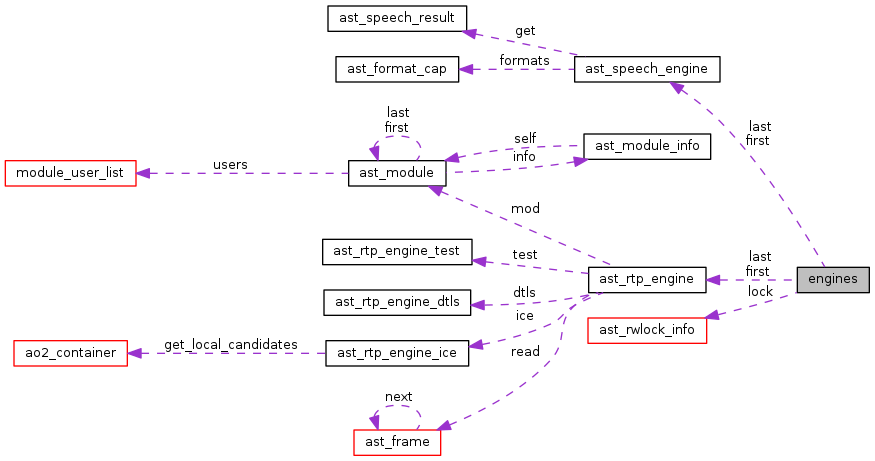 ast_speech_result
get
ast_format_cap
formats
ast_speech_engine
last
first
last
first
self
ast_module_info
module_user_list
users
ast_module
info
mod
ast_rtp_engine_test
test
last
first
ast_rtp_engine
engines
ast_rtp_engine_dtls
dtls
lock
ice
ast_rwlock_info
ao2_container
get_local_candidates
ast_rtp_engine_ice
read
next
ast_frame